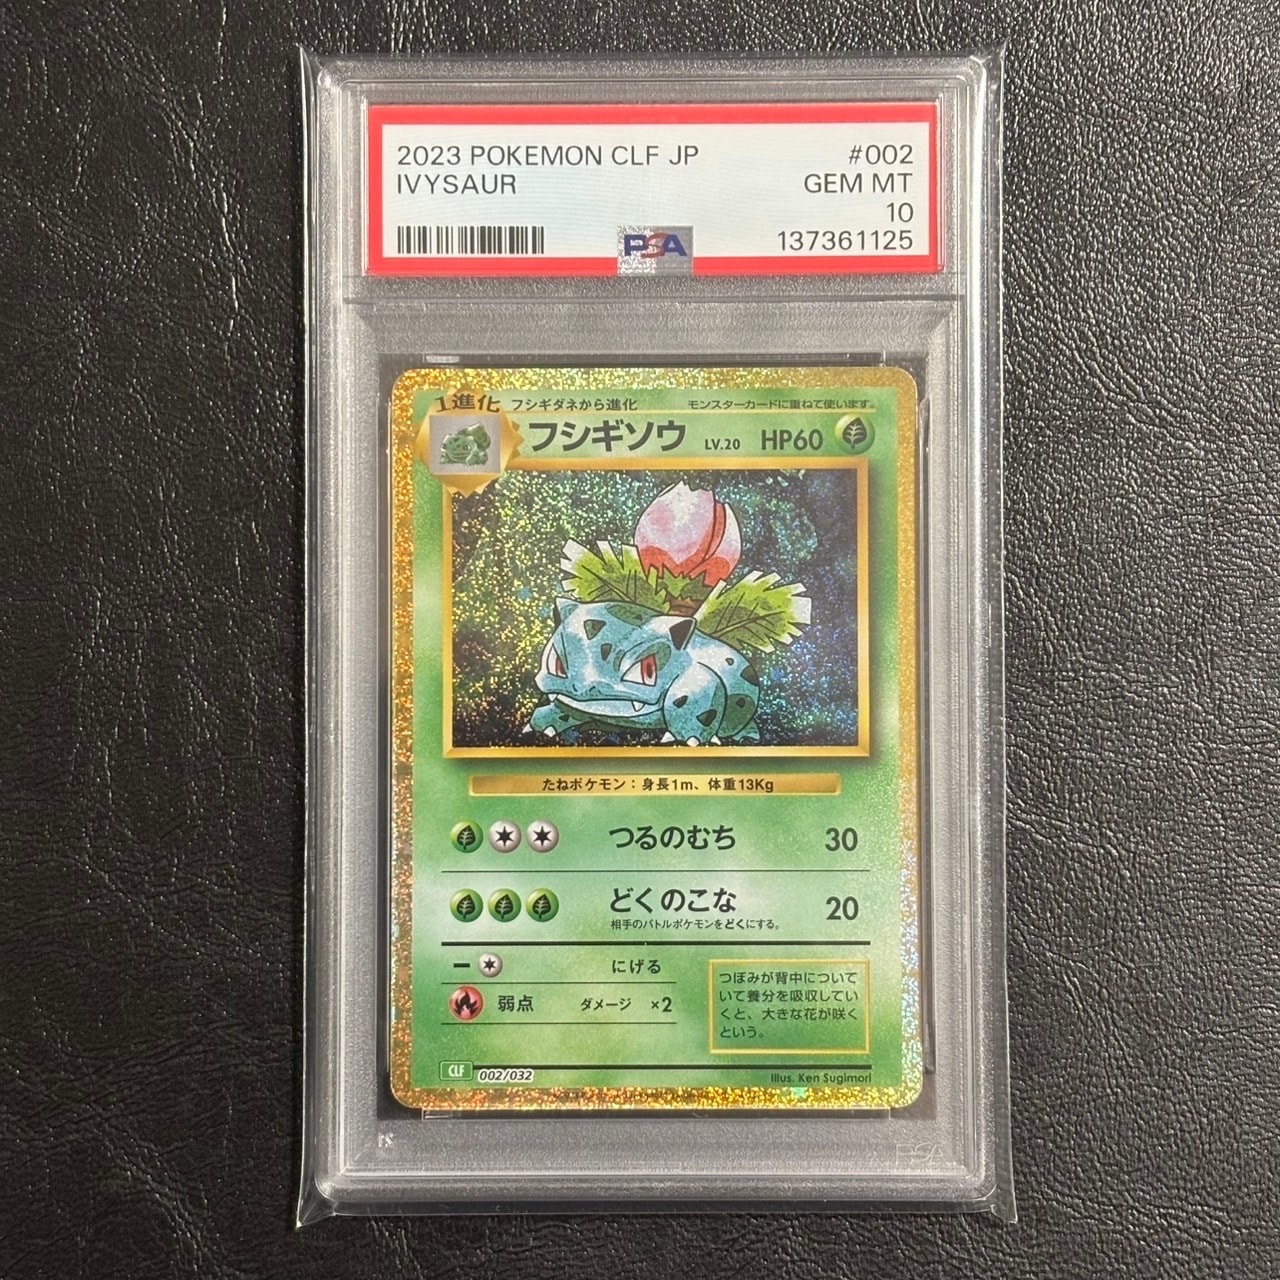 2023 POKEMON CLF JP #002
IVYSAUR GEM MT
10
PSA 137361125
1進化 フシギダネから進化 モンスターカードに重ねて使います。
フシギソウ LV.20 HP60
たねポケモン：身長1m、体重13Kg
つるのむち 30
どくのこな 20
相手のバトルポケモンをどくにする。
にげる
弱点 ダメージ ×2
つぼみが背中についてい
て養分を吸収してい
くと、大きな花が咲く
という。
CLF 002/032
Illus. Ken Sugimori
PSA